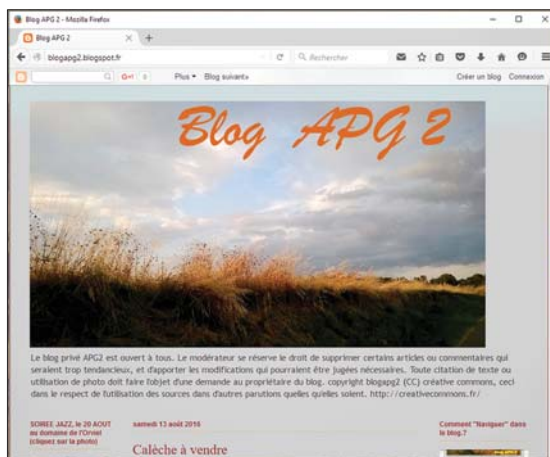 Blog APG 2 - Mozilla Firefox
Blog APG 2
blogapg2.blogspot.fr
Rechercher
G+1 0 Plus Blog suivant» Créer un blog Connexion
Blog APG 2
Le blog privé APG2 est ouvert à tous. Le modérateur se réserve le droit de supprimer certains articles ou commentaires qui
seraient trop tendancieux, et d'apporter les modifications qui pourraient être jugées nécessaires. Toute citation de texte ou
utilisation de photo doit faire l'objet d'une demande au propriétaire du blog. copyright blogapg2 (CC) créative commons, ceci
dans le respect de l'utilisation des sources dans d'autres parutions quelles qu'elles soient. http://creativecommons.fr/
SOIREE JAZZ, le 20 AOUT
au domaine de l'Orviel
(cliquez sur la photo)
samedi 13 août 2016
Calèche à vendre
Comment "Naviguer" dans
le blog.?